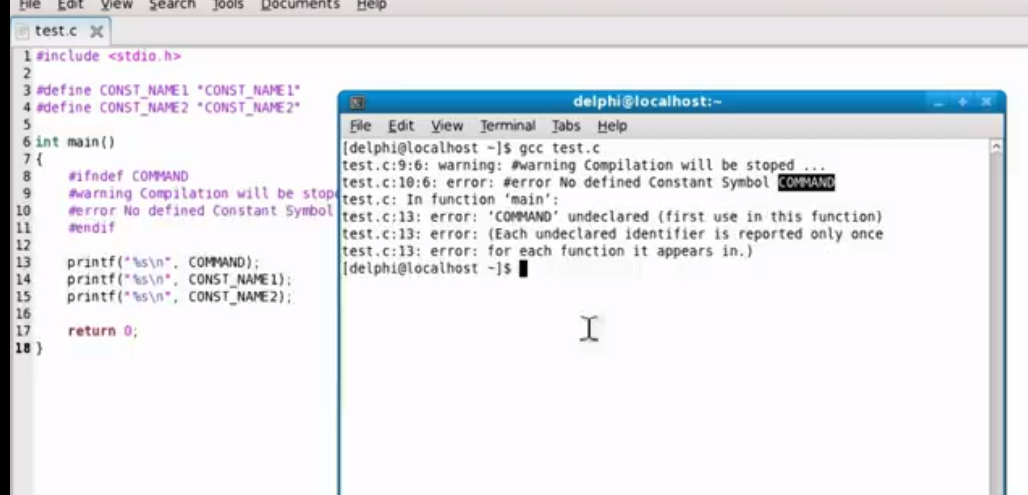 File Edit View Search Tools Documents Help
test.c
1 #include <stdio.h>
2
3 #define CONST_NAME1 "CONST_NAME1"
4 #define CONST_NAME2 "CONST_NAME2"
5
6 int main()
7 {
8 #ifndef COMMAND
9 #warning Compilation will be stope
10 #error No defined Constant Symbol
11 #endif
12
13 printf("%s\n", COMMAND);
14 printf("%s\n", CONST_NAME1);
15 printf("%s\n", CONST_NAME2);
16
17 return 0;
18 }
delphi@localhost:~
File Edit View Terminal Tabs Help
[delphi@localhost ~]$ gcc test.c
test.c:9:6: warning: #warning Compilation will be stoped ...
test.c:10:6: error: #error No defined Constant Symbol COMMAND
test.c: In function ‘main’:
test.c:13: error: ‘COMMAND’ undeclared (first use in this function)
test.c:13: error: (Each undeclared identifier is reported only once
test.c:13: error: for each function it appears in.)
[delphi@localhost ~]$